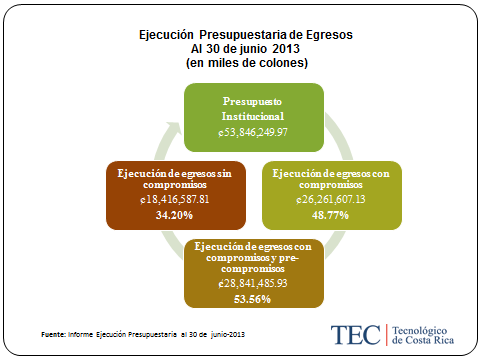 Ejecución Presupuestaria de Egresos
Al 30 de junio 2013
(en miles de colones)
Presupuesto
Institucional
¢53,846,249.97
Ejecución de egresos sin
compromisos
¢18,416,587.81
34.20%
Ejecución de egresos con
compromisos
¢26,261,607.13
48.77%
Ejecución de egresos con
compromisos y pre-
compromisos
¢28,841,485.93
53.56%
Fuente: Informe Ejecución Presupuestaria al 30 de junio-2013
TEC | Tecnológico
de Costa Rica